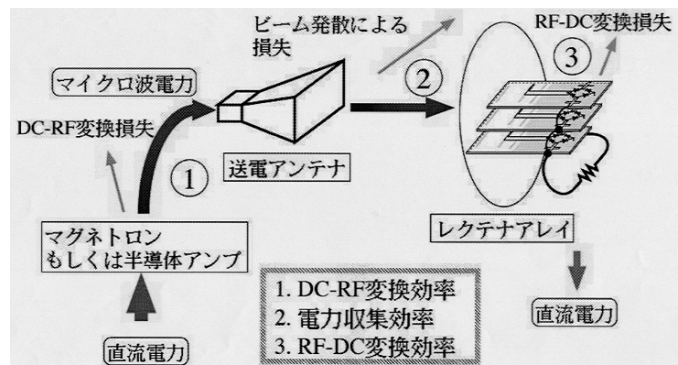 ビーム発散による
損失
RF-DC変換損失
③
②
マイクロ波電力
DC-RF変換損失
①
送電アンテナ
マグネトロン
もしくは半導体アンプ
レクテナアレイ
1. DC-RF変換効率
2. 電力収集効率
3. RF-DC変換効率
直流電力
直流電力